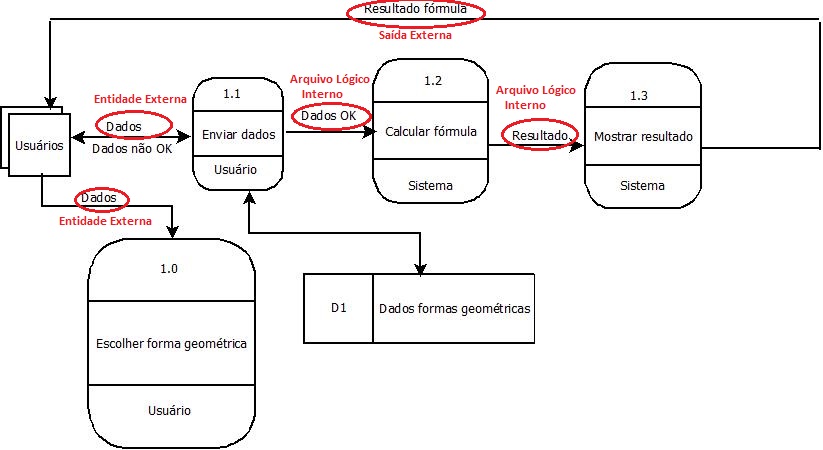 Resultado fórmula
Saída Externa
Entidade Externa
Dados
Dados não OK
Usuários
1.1
Enviar dados
Usuário
Arquivo Lógico
Interno
Dados OK
1.2
Calcular fórmula
Sistema
Arquivo Lógico
Interno
Resultado
1.3
Mostrar resultado
Sistema
Dados
Entidade Externa
1.0
Escolher forma geométrica
Usuário
D1
Dados formas geométricas